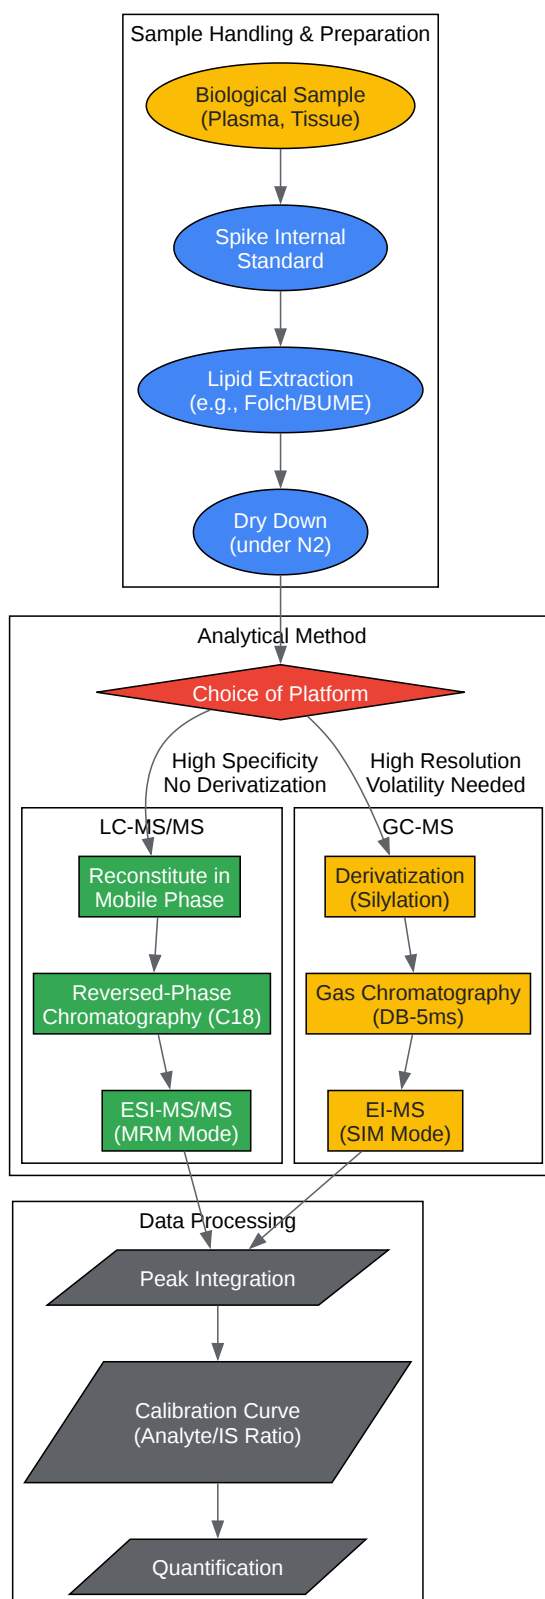 Sample Handling & Preparation
Biological Sample
(Plasma, Tissue)
Spike Internal
Standard
Lipid Extraction
(e.g., Folch/BUME)
Dry Down
(under N2)
Analytical Method
Choice of Platform
High Specificity
No Derivatization
High Resolution
Volatility Needed
LC-MS/MS
Reconstitute in
Mobile Phase
Reversed-Phase
Chromatography (C18)
ESI-MS/MS
(MRM Mode)
GC-MS
Derivatization
(Silylation)
Gas Chromatography
(DB-5ms)
EI-MS
(SIM Mode)
Data Processing
Peak Integration
Calibration Curve
(Analyte/IS Ratio)
Quantification